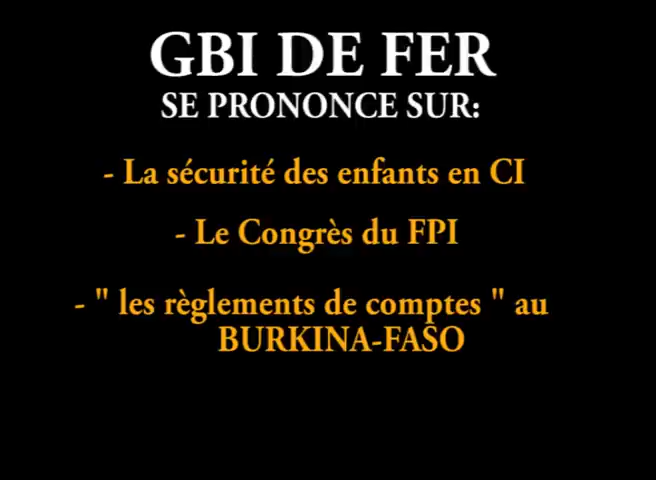 GBI DE FER
SE PRONONCE SUR:
- La sécurité des enfants en CI
- Le Congrès du FPI
- " les règlements de comptes " au
BURKINA-FASO